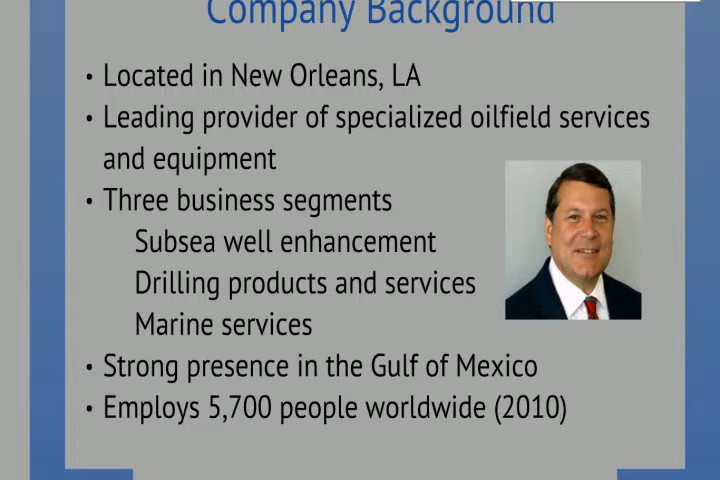 Company Background
• Located in New Orleans, LA
• Leading provider of specialized oilfield services
and equipment
• Three business segments
Subsea well enhancement
Drilling products and services
Marine services
• Strong presence in the Gulf of Mexico
• Employs 5,700 people worldwide (2010)